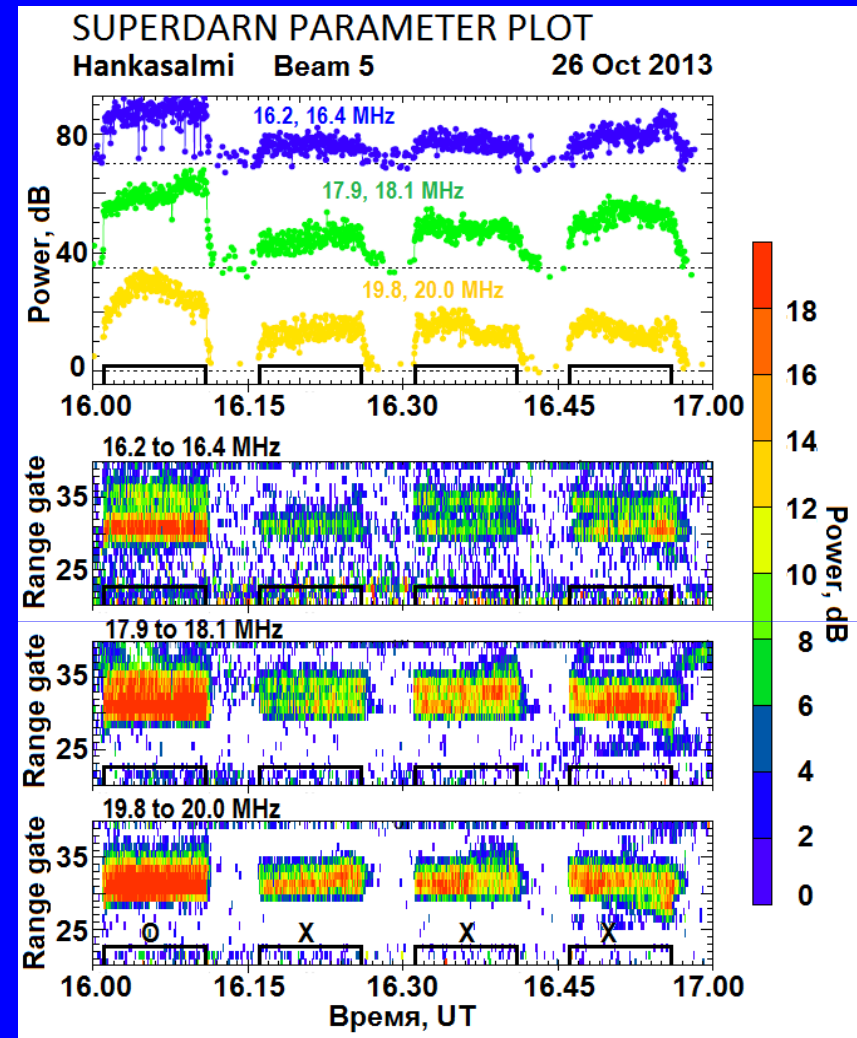 SUPERDARN PARAMETER PLOT
Hankasalmi Beam 5 26 Oct 2013
16.2, 16.4 MHz
17.9, 18.1 MHz
19.8, 20.0 MHz
Power, dB
80
40
0
16.00 16.15 16.30 16.45 17.00
16.2 to 16.4 MHz
Range gate
35
25
17.9 to 18.1 MHz
Range gate
35
25
19.8 to 20.0 MHz
Range gate
35
25
O X X X
16.00 16.15 16.30 16.45 17.00
Время, UT
18
16
14
12
10
8
6
4
2
0
Power, dB